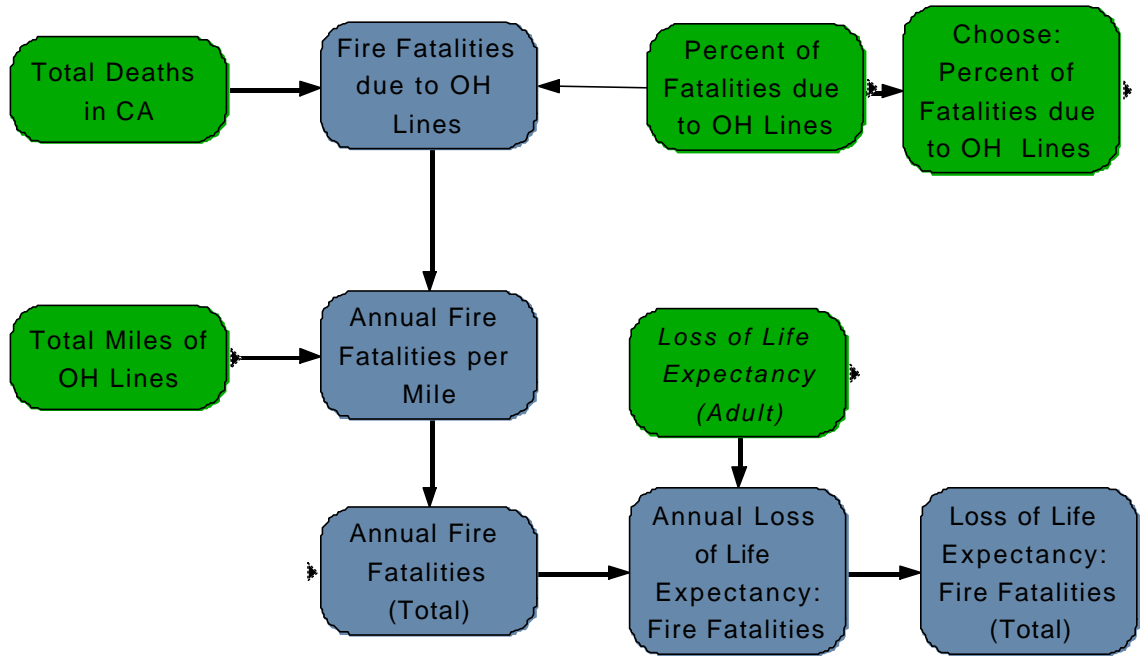 Total Deaths
in CA
Fire Fatalities
due to OH
Lines
Percent of
Fatalities due
to OH Lines
Choose:
Percent of
Fatalities due
to OH Lines
Total Miles of
OH Lines
Annual Fire
Fatalities per
Mile
Loss of Life
Expectancy
(Adult)
Annual Fire
Fatalities
(Total)
Annual Loss
of Life
Expectancy:
Fire Fatalities
Loss of Life
Expectancy:
Fire Fatalities
(Total)